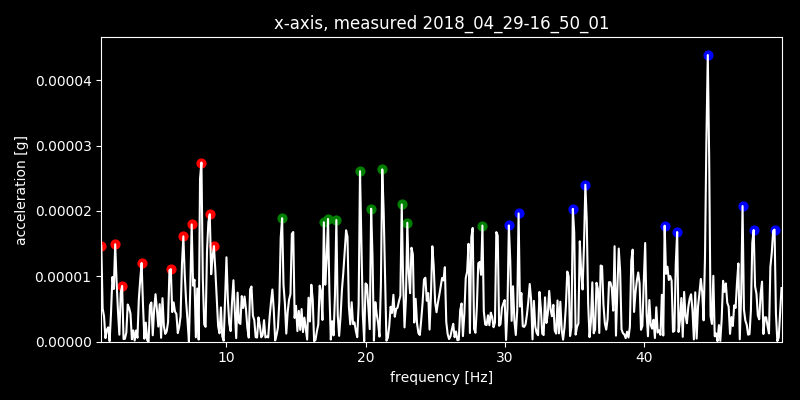 x-axis, measured 2018_04_29-16_50_01
0.00004
0.00003
0.00002
0.00001
0.00000
acceleration [g]
10 20 30 40
frequency [Hz]